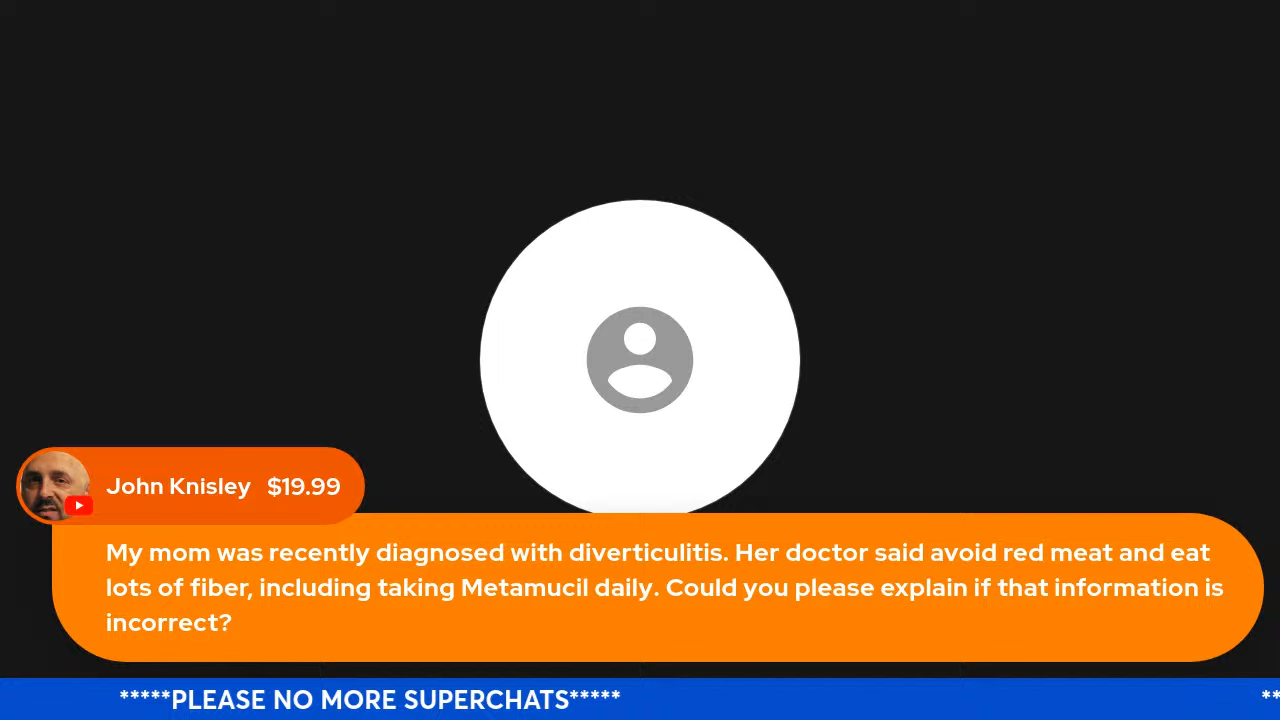 John Knisley $19.99
My mom was recently diagnosed with diverticulitis. Her doctor said avoid red meat and eat
lots of fiber, including taking Metamucil daily. Could you please explain if that information is
incorrect?
*****PLEASE NO MORE SUPERCHATS***** **